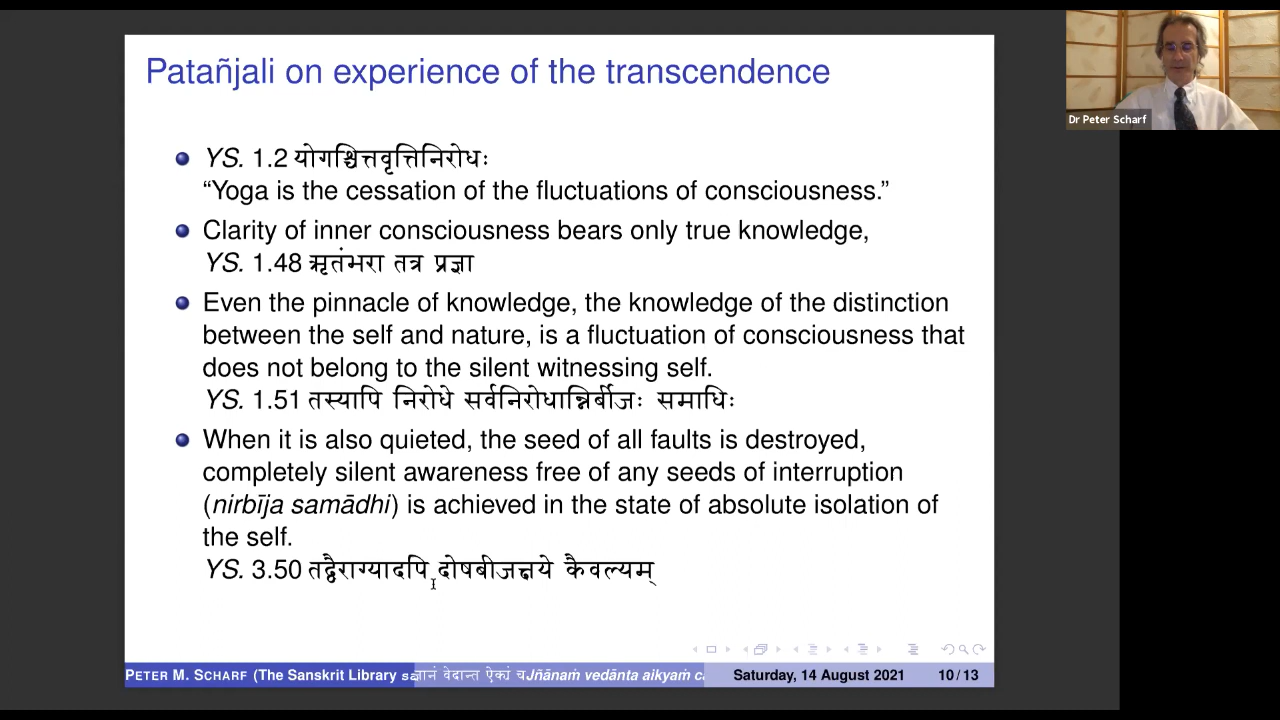 Patañjali on experience of the transcendence
Dr Peter Scharf
YS. 1.2 योगश्चित्तवृत्तिनिरोधः
“Yoga is the cessation of the fluctuations of consciousness.”
Clarity of inner consciousness bears only true knowledge,
YS. 1.48 ऋतंभरा तत्र प्रज्ञा
Even the pinnacle of knowledge, the knowledge of the distinction
between the self and nature, is a fluctuation of consciousness that
does not belong to the silent witnessing self.
YS. 1.51 तस्यापि निरोधे सर्वनिरोधान्निर्बीजः समाधिः
When it is also quieted, the seed of all faults is destroyed,
completely silent awareness free of any seeds of interruption
(nirbīja samādhi) is achieved in the state of absolute isolation of
the self.
YS. 3.50 तद्वैराग्यादपि दोषबीजक्षये कैवल्यम्
PETER M. SCHARF (The Sanskrit Library वेदान्त ऐक्यं च Jñānaṁ vedānta aikyaṁ Saturday, 14 August 2021 10/13